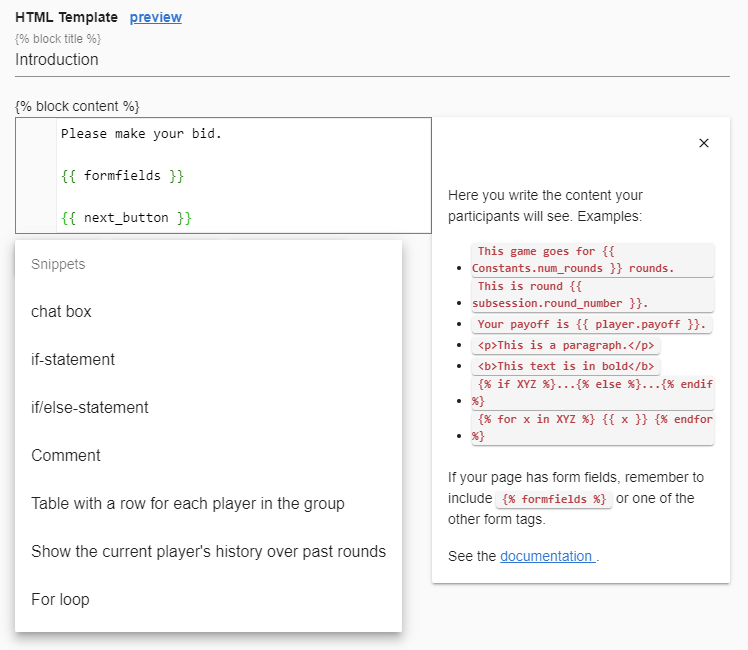 HTML Template preview
{% block title %}
Introduction
{% block content %}
Please make your bid.
{{ formfields }}
{{ next_button }}
Snippets
chat box
if-statement
if/else-statement
Comment
Table with a row for each player in the group
Show the current player's history over past rounds
For loop
×
Here you write the content your
participants will see. Examples:
This game goes for {{
Constants.num_rounds }} rounds.
This is round {{
subsession.round_number }}.
Your payoff is {{ player.payoff }}.
<p>This is a paragraph.</p>
<b>This text is in bold</b>
{% if XYZ %}...{% else %}...{% endif
%}
{% for x in XYZ %} {{ x }} {% endfor
%}
If your page has form fields, remember to
include {% formfields %} or one of the
other form tags.
See the documentation .